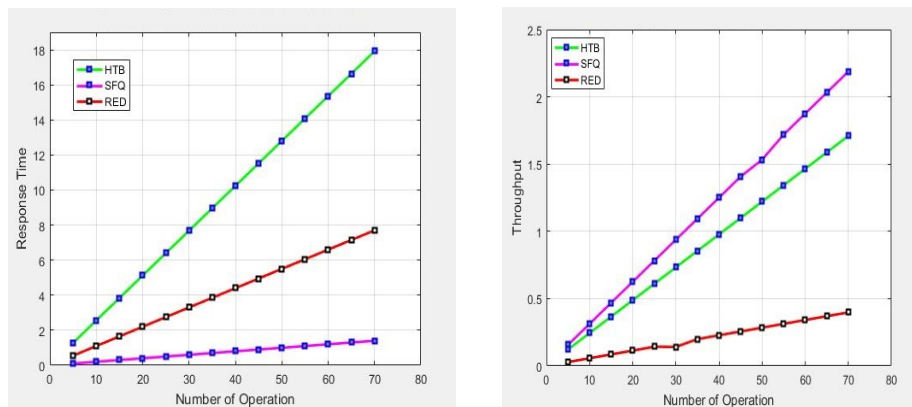 Response Time
18
16
14
12
10
8
6
4
2
0
HTB
SFQ
RED
0 10 20 30 40 50 60 70 80
Number of Operation
Throughput
2.5
2
1.5
1
0.5
0
HTB
SFQ
RED
0 10 20 30 40 50 60 70 80
Number of Operation